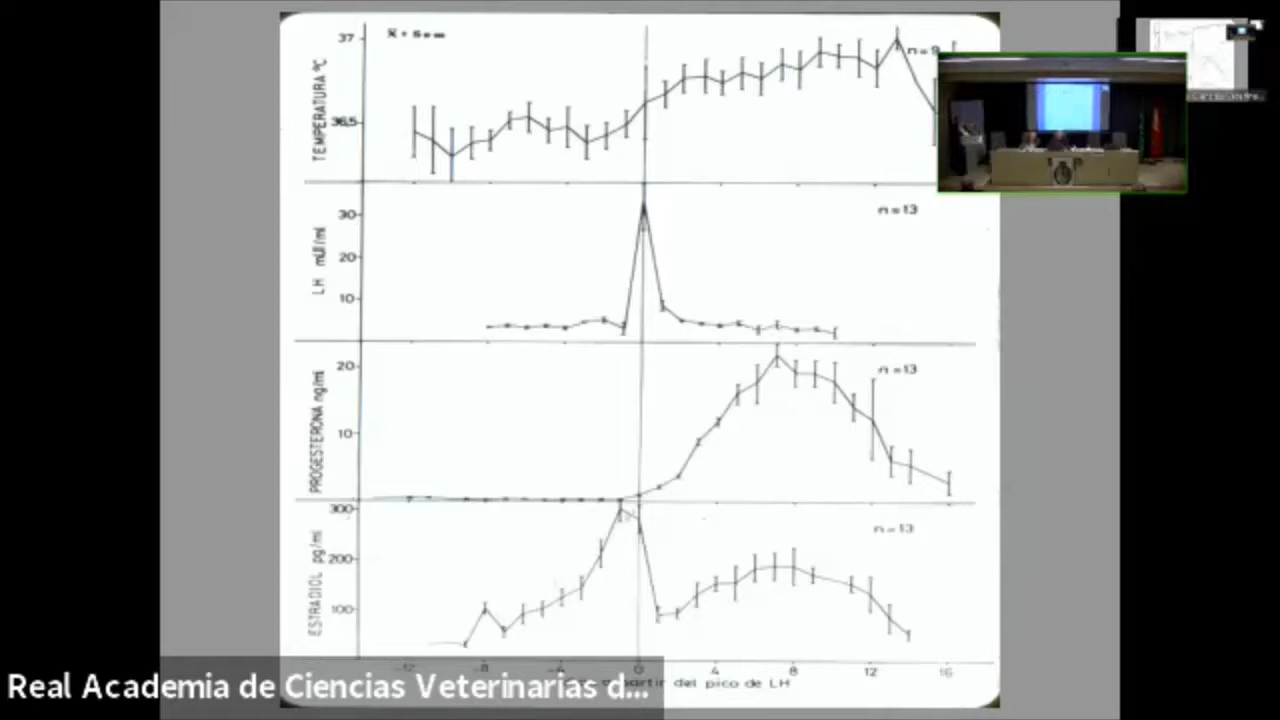 37
n=9
TEMPERATURA ºC
36,5
30
n=13
20
LH mUI/ml
10
20
n=13
PROGESTERONA ng/ml
10
300
n=13
200
ESTRADIOL pg/ml
100
-12 -8 -4 0 4 8 12 16
partir del pico de LH
Real Academia de Ciencias Veterinarias d...